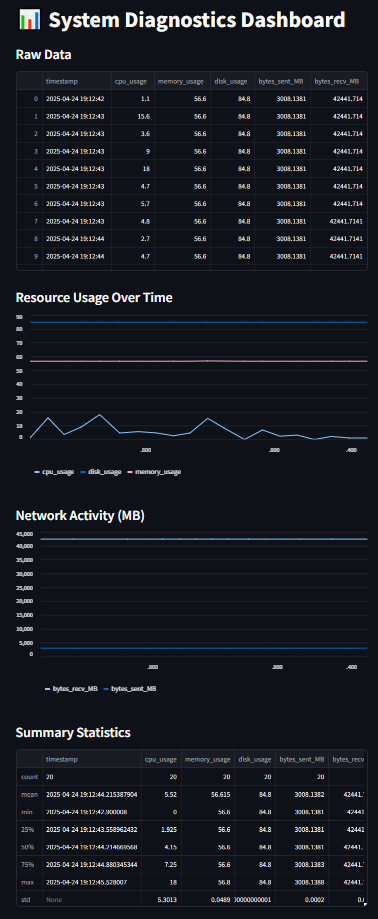 📊 System Diagnostics Dashboard
Raw Data
timestamp cpu_usage memory_usage disk_usage bytes_sent_MB bytes_recv_MB
0 2025-04-24 19:12:42 1.1 56.6 84.8 3008.1381 42441.714
1 2025-04-24 19:12:43 15.6 56.6 84.8 3008.1381 42441.714
2 2025-04-24 19:12:43 3.6 56.6 84.8 3008.1381 42441.714
3 2025-04-24 19:12:43 9 56.6 84.8 3008.1381 42441.714
4 2025-04-24 19:12:43 18 56.6 84.8 3008.1381 42441.714
5 2025-04-24 19:12:43 4.7 56.6 84.8 3008.1381 42441.714
6 2025-04-24 19:12:43 5.7 56.6 84.8 3008.1381 42441.714
7 2025-04-24 19:12:43 4.8 56.6 84.8 3008.1381 42441.7141
8 2025-04-24 19:12:44 2.7 56.6 84.8 3008.1381 42441.7141
9 2025-04-24 19:12:44 4.7 56.6 84.8 3008.1381 42441.7141
Resource Usage Over Time
90
80
70
60
50
40
30
20
10
0
.800 .800 .400
cpu_usage disk_usage memory_usage
Network Activity (MB)
45,000
40,000
35,000
30,000
25,000
20,000
15,000
10,000
5,000
0
.800 .800 .400
bytes_recv_MB bytes_sent_MB
Summary Statistics
timestamp cpu_usage memory_usage disk_usage bytes_sent_MB bytes_recv
count 20 20 20 20 20
mean 2025-04-24 19:12:44.215387904 5.52 56.615 84.8 3008.1382 42441.
min 2025-04-24 19:12:42.900008 0 56.6 84.8 3008.1381 42441
25% 2025-04-24 19:12:43.558962432 1.925 56.6 84.8 3008.1381 42441.
50% 2025-04-24 19:12:44.214669568 4.15 56.6 84.8 3008.1381 42441.
75% 2025-04-24 19:12:44.880345344 7.25 56.6 84.8 3008.1383 42441.
max 2025-04-24 19:12:45.528007 18 56.8 84.8 3008.1388 42441.
std None 5.3013 0.0489 0.0002